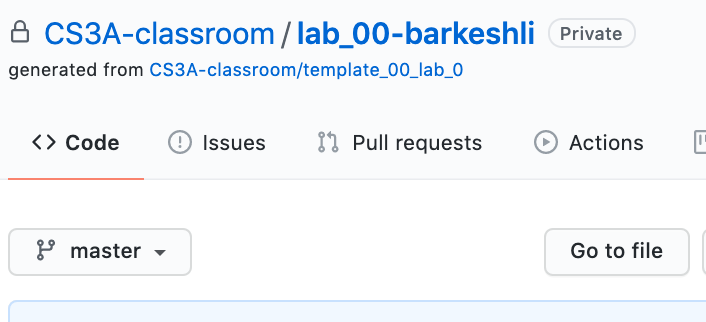 CS3A-classroom / lab_00-barkeshli Private
generated from CS3A-classroom/template_00_lab_0
<> Code Issues Pull requests Actions
master Go to file